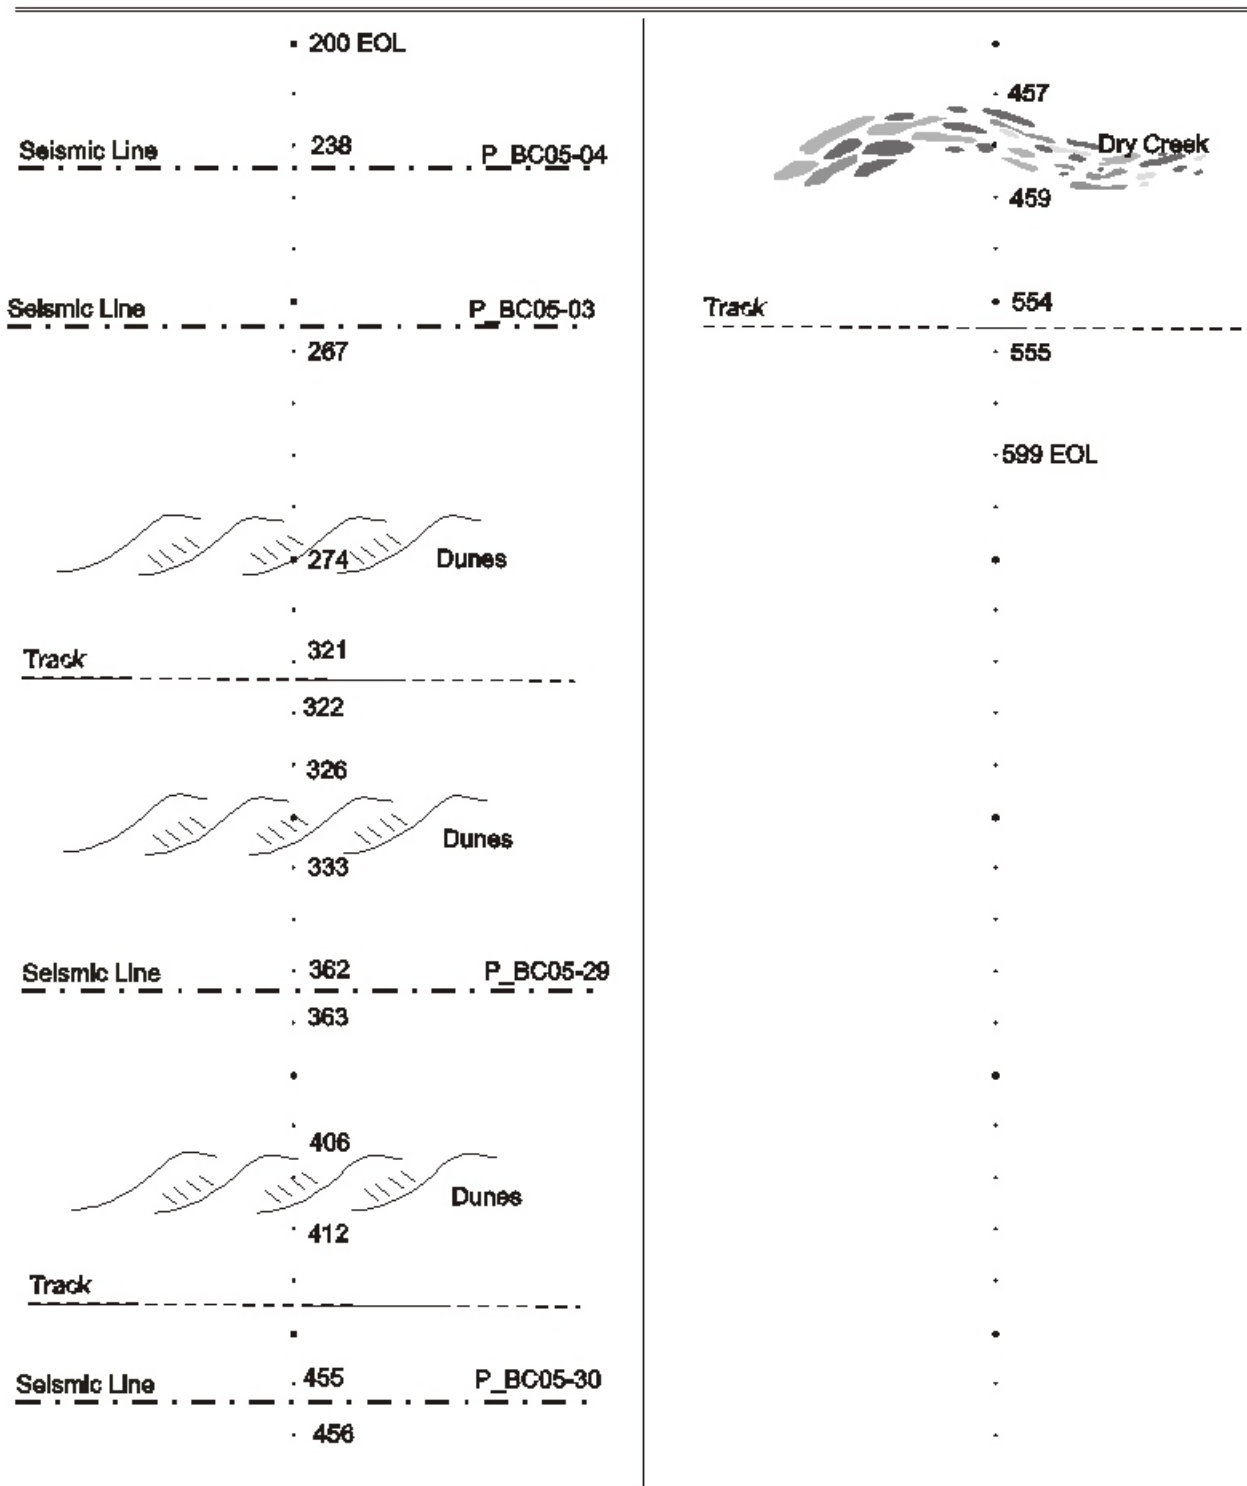 200 EOL
238
Seismic Line P_BC05-04
Seismic Line P_BC05-03
267
274 Dunes
321
Track
322
326
Dunes
333
Seismic Line 362 P_BC05-29
363
406
Dunes
412
Track
Seismic Line 455 P_BC05-30
456
457
Dry Creek
459
554
Track
555
599 EOL